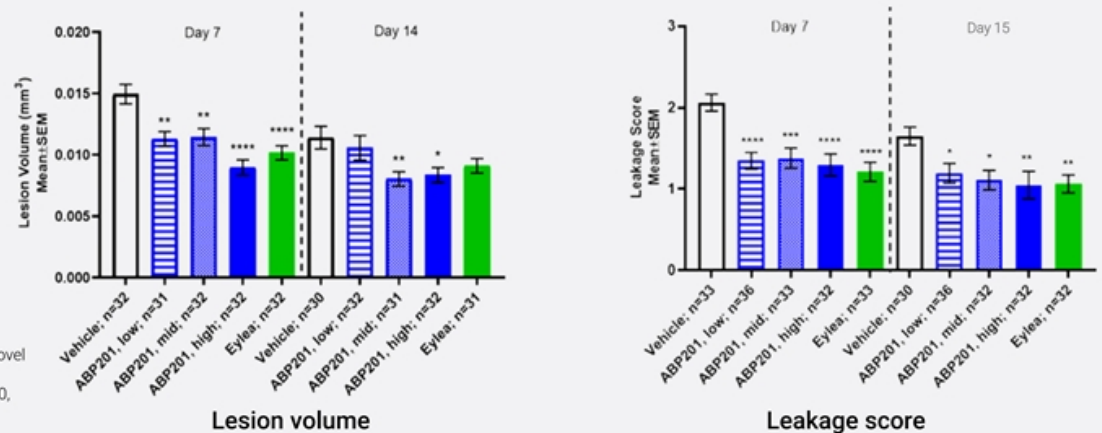 0.020
0.015
0.010
0.005
0.000
Lesion Volume (mm³)
Mean±SEM
Day 7
Day 14
**
**
****
****
**
*
Vehicle; n=32
ABP201, low; n=31
ABP201, mid; n=32
ABP201, high; n=32
Eylea; n=32
Vehicle; n=30
ABP201, low; n=32
ABP201, mid; n=31
ABP201, high; n=32
Eylea; n=31
Lesion volume
3
2
1
0
Leakage Score
Mean±SEM
Day 7
Day 15
****
***
****
****
*
*
**
**
Vehicle; n=33
ABP201, low; n=36
ABP201, mid; n=33
ABP201, high; n=32
Eylea; n=33
Vehicle; n=30
ABP201, low; n=36
ABP201, mid; n=32
ABP201, high; n=32
Eylea; n=32
Leakage score
ovel
0,